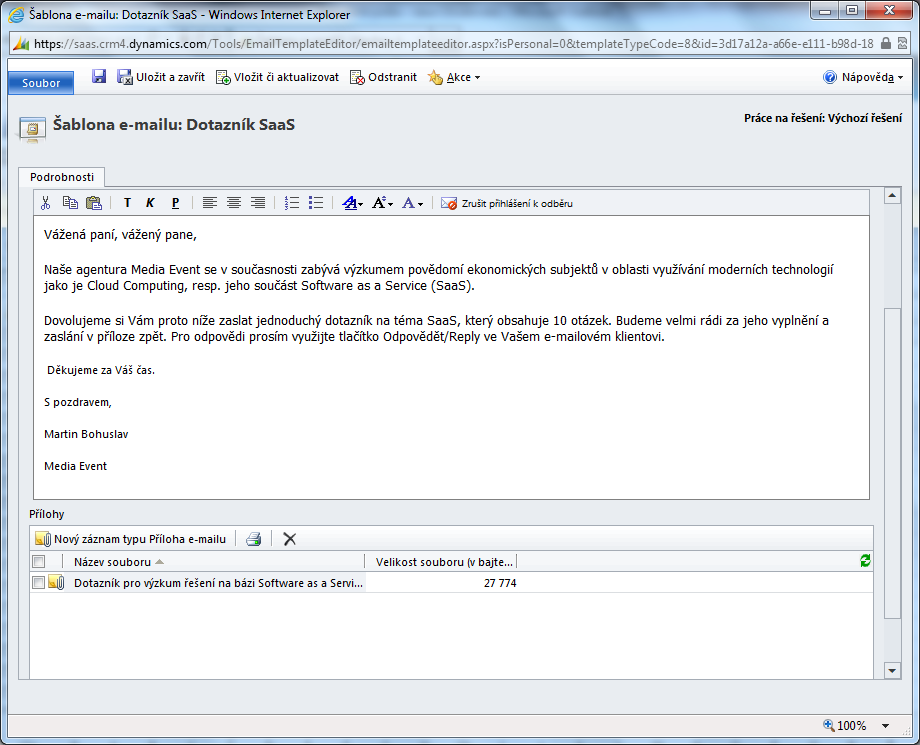 Šablona e-mailu: Dotazník SaaS - Windows Internet Explorer
https://saas.crm4.dynamics.com/Tools/EmailTemplateEditor/emailtemplateeditor.aspx?isPersonal=0&templateTypeCode=8&id=3d17a12a-a66e-e111-b98d-18
Soubor Uložit a zavřít Vložit či aktualizovat Odstranit Akce Nápověda
Šablona e-mailu: Dotazník SaaS
Práce na řešení: Výchozí řešení
Podrobnosti
T K P A A A Zrušit přihlášení k odběru
Vážená paní, vážený pane,
Naše agentura Media Event se v současnosti zabývá výzkumem povědomí ekonomických subjektů v oblasti využívání moderních technologií
jako je Cloud Computing, resp. jeho součást Software as a Service (SaaS).
Dovolujeme si Vám proto níže zaslat jednoduchý dotazník na téma SaaS, který obsahuje 10 otázek. Budeme velmi rádi za jeho vyplnění a
zaslání v příloze zpět. Pro odpovědi prosím využijte tlačítko Odpovědět/Reply ve Vašem e-mailovém klientovi.
Děkujeme za Váš čas.
S pozdravem,
Martin Bohuslav
Media Event
Přílohy
Nový záznam typu Příloha e-mailu
Název souboru Velikost souboru (v bajte...
Dotazník pro výzkum řešení na bázi Software as a Servi... 27 774
100%